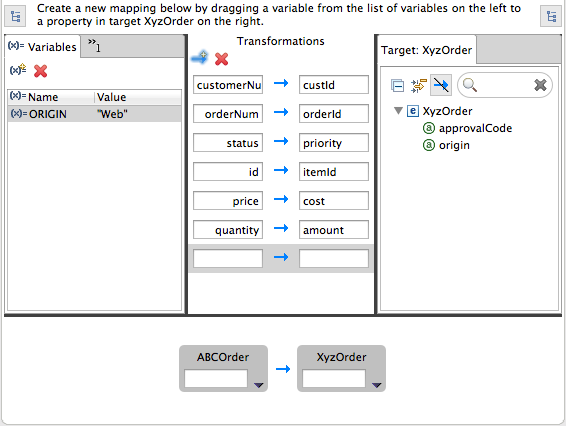 Create a new mapping below by dragging a variable from the list of variables on the left to
a property in target XyzOrder on the right.
(x)= Variables
»1
Transformations
Target: XyzOrder
(x)= Name Value
(x)= ORIGIN "Web"
customerNu custId
orderNum orderId
status priority
id itemId
price cost
quantity amount
e XyzOrder
a approvalCode
a origin
ABCOrder
XyzOrder